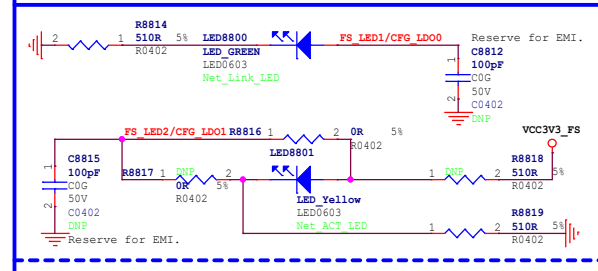 R8814
2 1 510R 5% LED8800 FS_LED1/CFG_LDO0 Reserve for EMI.
R0402 LED_GREEN C8812
LED0603 1 100pF
Net_Link_LED C0G
50V
2 C0402
DNP
FS_LED2/CFG_LDO1 R8816 1 2 0R 5% VCC3V3_FS
R0402
C8815 LED8801
1 100pF R8817 1 DNP 2 1 DNP 2 R8818
C0G 0R 5% 510R 5%
50V R0402 LED_Yellow R0402
2 C0402 LED0603 R8819
DNP Net_ACT_LED 1 2 510R 5%
Reserve for EMI. R0402